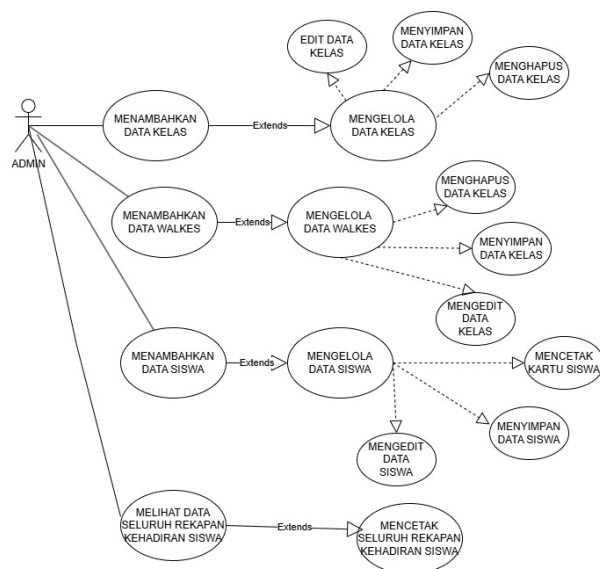 EDIT DATA
KELAS
MENYIMPAN
DATA KELAS
MENGHAPUS
DATA KELAS
ADMIN
MENAMBAHKAN
DATA KELAS
Extends
MENGELOLA
DATA KELAS
MENAMBAHKAN
DATA WALKES
Extends
MENGELOLA
DATA WALKES
MENGHAPUS
DATA KELAS
MENYIMPAN
DATA KELAS
MENGEDIT
DATA
KELAS
MENAMBAHKAN
DATA SISWA
Extends
MENGELOLA
DATA SISWA
MENCETAK
KARTU SISWA
MENYIMPAN
DATA SISWA
MENGEDIT
DATA
SISWA
MELIHAT DATA
SELURUH REKAPAN
KEHADIRAN SISWA
Extends
MENCETAK
SELURUH REKAPAN
KEHADIRAN SISWA